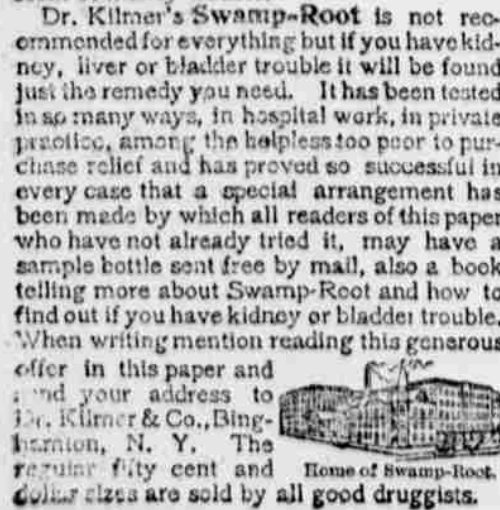 Dr. Kilmer's Swamp-Root is not rec-
ommended for everything but if you have kid-
ney, liver or bladder trouble it will be found
just the remedy you need. It has been tested
in so many ways, in hospital work, in private
practice, among the helpless too poor to pur-
chase relief and has proved so successful in
every case that a special arrangement has
been made by which all readers of this paper
who have not already tried it, may have a
sample bottle sent free by mail, also a book
telling more about Swamp-Root and how to
find out if you have kidney or bladder trouble.
When writing mention reading this generous
offer in this paper and
send your address to
Dr. Kilmer & Co., Bing-
hamton, N. Y. The
regular fifty cent and
Home of Swamp-Root.
dollar sizes are sold by all good druggists.